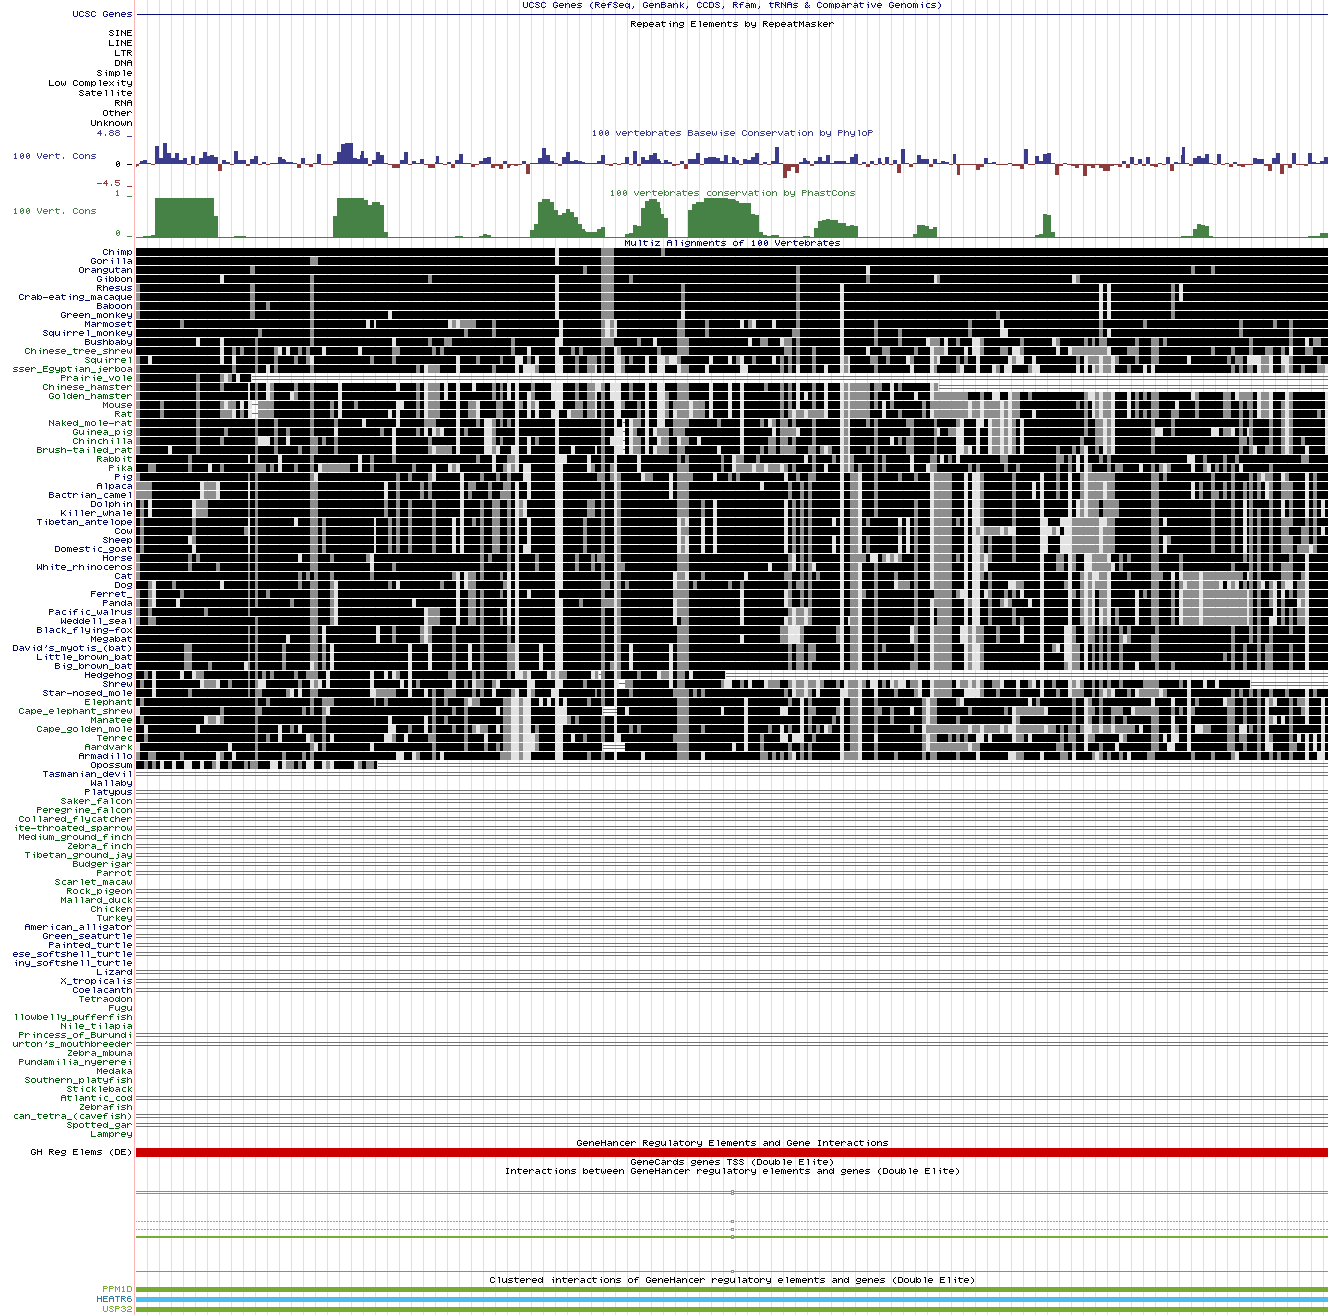 UCSC Genes (RefSeq, GenBank, CCDS, Rfam, tRNAs & Comparative Genomics)
UCSC Genes
Repeating Elements by RepeatMasker
SINE
LINE
LTR
DNA
Simple
Low Complexity
Satellite
RNA
Other
Unknown
4.88 _
100 vertebrates Basewise Conservation by PhyloP
100 Vert. Cons
0 _
-4.5 _
1 _
100 vertebrates conservation by PhastCons
100 Vert. Cons
0 _
Multiz Alignments of 100 Vertebrates
Chimp
Gorilla
Orangutan
Gibbon
Rhesus
Crab-eating_macaque
Baboon
Green_monkey
Marmoset
Squirrel_monkey
Bushbaby
Chinese_tree_shrew
Squirrel
sser_Egyptian_jerboa
Prairie_vole
Chinese_hamster
Golden_hamster
Mouse
Rat
Naked_mole-rat
Guinea_pig
Chinchilla
Brush-tailed_rat
Rabbit
Pika
Pig
Alpaca
Bactrian_camel
Dolphin
Killer_whale
Tibetan_antelope
Cow
Sheep
Domestic_goat
Horse
White_rhinoceros
Cat
Dog
Ferret_
Panda
Pacific_walrus
Weddell_seal
Black_flying-fox
Megabat
David's_myotis_(bat)
Little_brown_bat
Big_brown_bat
Hedgehog
Shrew
Star-nosed_mole
Elephant
Cape_elephant_shrew
Manatee
Cape_golden_mole
Tenrec
Aardvark
Armadillo
Opossum
Tasmanian_devil
Wallaby
Platypus
Saker_falcon
Peregrine_falcon
Collared_flycatcher
ite-throated_sparrow
Medium_ground_finch
Zebra_finch
Tibetan_ground_jay
Budgerigar
Parrot
Scarlet_macaw
Rock_pigeon
Mallard_duck
Chicken
Turkey
American_alligator
Green_seaturtle
Painted_turtle
ese_softshell_turtle
iny_softshell_turtle
Lizard
X_tropicalis
Coelacanth
Tetraodon
Fugu
llowbelly_pufferfish
Nile_tilapia
Princess_of_Burundi
urton's_mouthbreeder
Zebra_mbuna
Pundamilia_nyererei
Medaka
Southern_platyfish
Stickleback
Atlantic_cod
Zebrafish
can_tetra_(cavefish)
Spotted_gar
Lamprey
GeneHancer Regulatory Elements and Gene Interactions
GH Reg Elems (DE)
GeneCards genes TSS (Double Elite)
Interactions between GeneHancer regulatory elements and genes (Double Elite)
Clustered interactions of GeneHancer regulatory elements and genes (Double Elite)
PPM1D
HEATR6
USP32